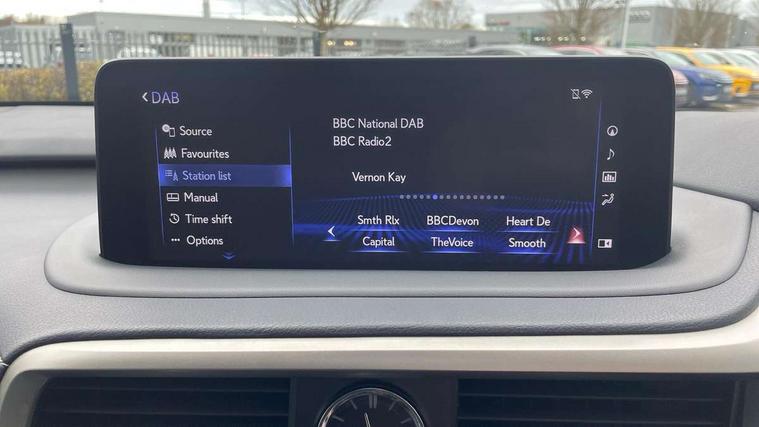 DAB
Source
Favourites
Station list
Manual
Time shift
Options
BBC National DAB
BBC Radio2
Vernon Kay
Smth Rlx BBCDevon Heart De
Capital TheVoice Smooth